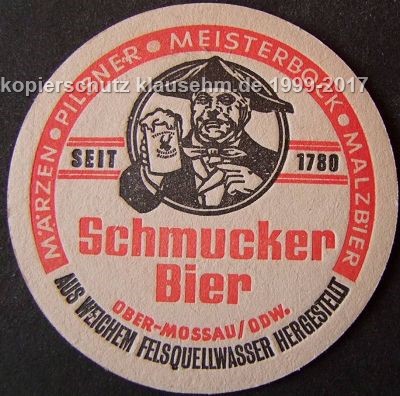 MÄRZEN • PILSNER • MEISTERBOCK • MALZBIER
kopierschutz klausehm.de 1999-2017
SEIT 1780
Schmucker
Bier
OBER-MOSSAU/ODW.
AUS WEICHEM FELSQUELLWASSER HERGESTELLT